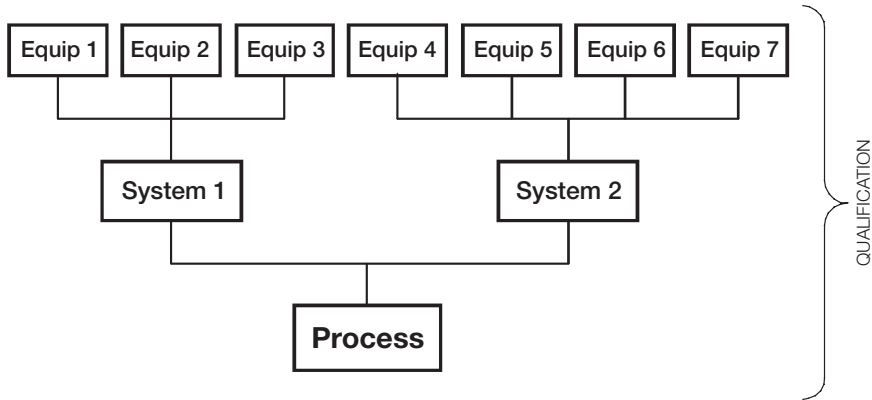 Equip 1
Equip 2
Equip 3
Equip 4
Equip 5
Equip 6
Equip 7
System 1
System 2
Process
QUALIFICATION